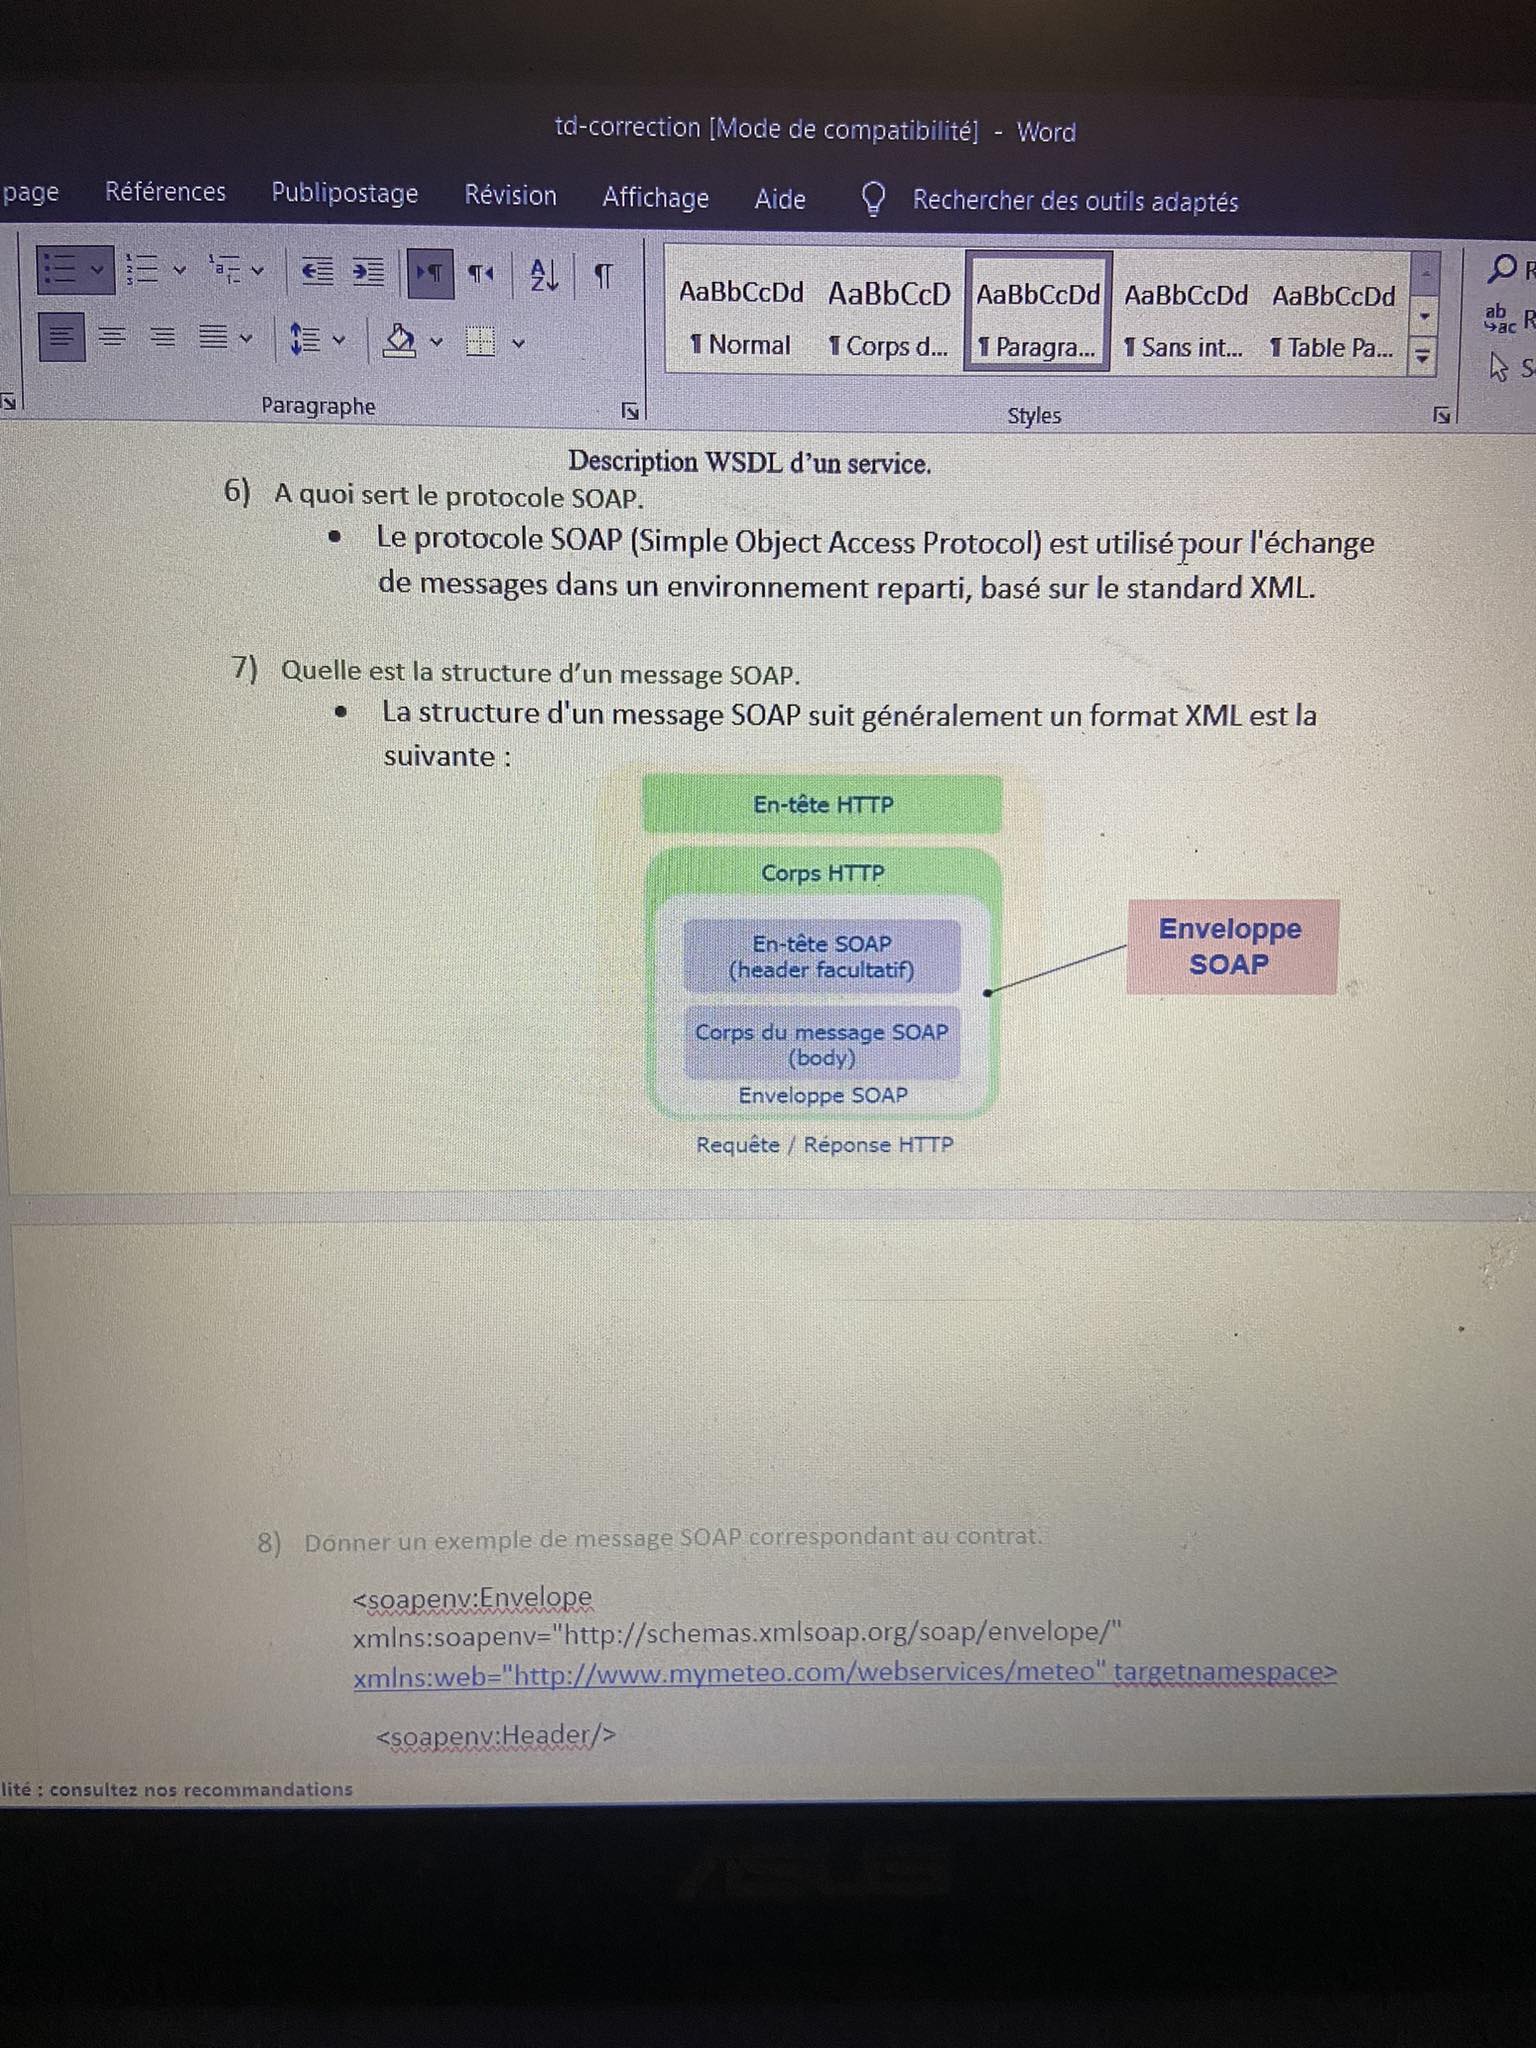 td-correction [Mode de compatibilité] - Word
page Références Publipostage Révision Affichage Aide Rechercher des outils adaptés
AaBbCcDd AaBbCcD AaBbCcDd AaBbCcDd AaBbCcDd
¶ Normal ¶ Corps d... ¶ Paragra... ¶ Sans int... ¶ Table Pa...
Paragraphe
Styles
Description WSDL d’un service.
6) A quoi sert le protocole SOAP.
• Le protocole SOAP (Simple Object Access Protocol) est utilisé pour l'échange
de messages dans un environnement reparti, basé sur le standard XML.
7) Quelle est la structure d’un message SOAP.
• La structure d'un message SOAP suit généralement un format XML est la
suivante :
En-tête HTTP
Corps HTTP
En-tête SOAP
(header facultatif)
Corps du message SOAP
(body)
Enveloppe SOAP
Requête / Réponse HTTP
Enveloppe
SOAP
8) Donner un exemple de message SOAP correspondant au contrat.
<soapenv:Envelope
xmlns:soapenv="http://schemas.xmlsoap.org/soap/envelope/"
xmlns:web="http://www.mymeteo.com/webservices/meteo" targetnamespace>
<soapenv:Header/>
lité : consultez nos recommandations
ASUS